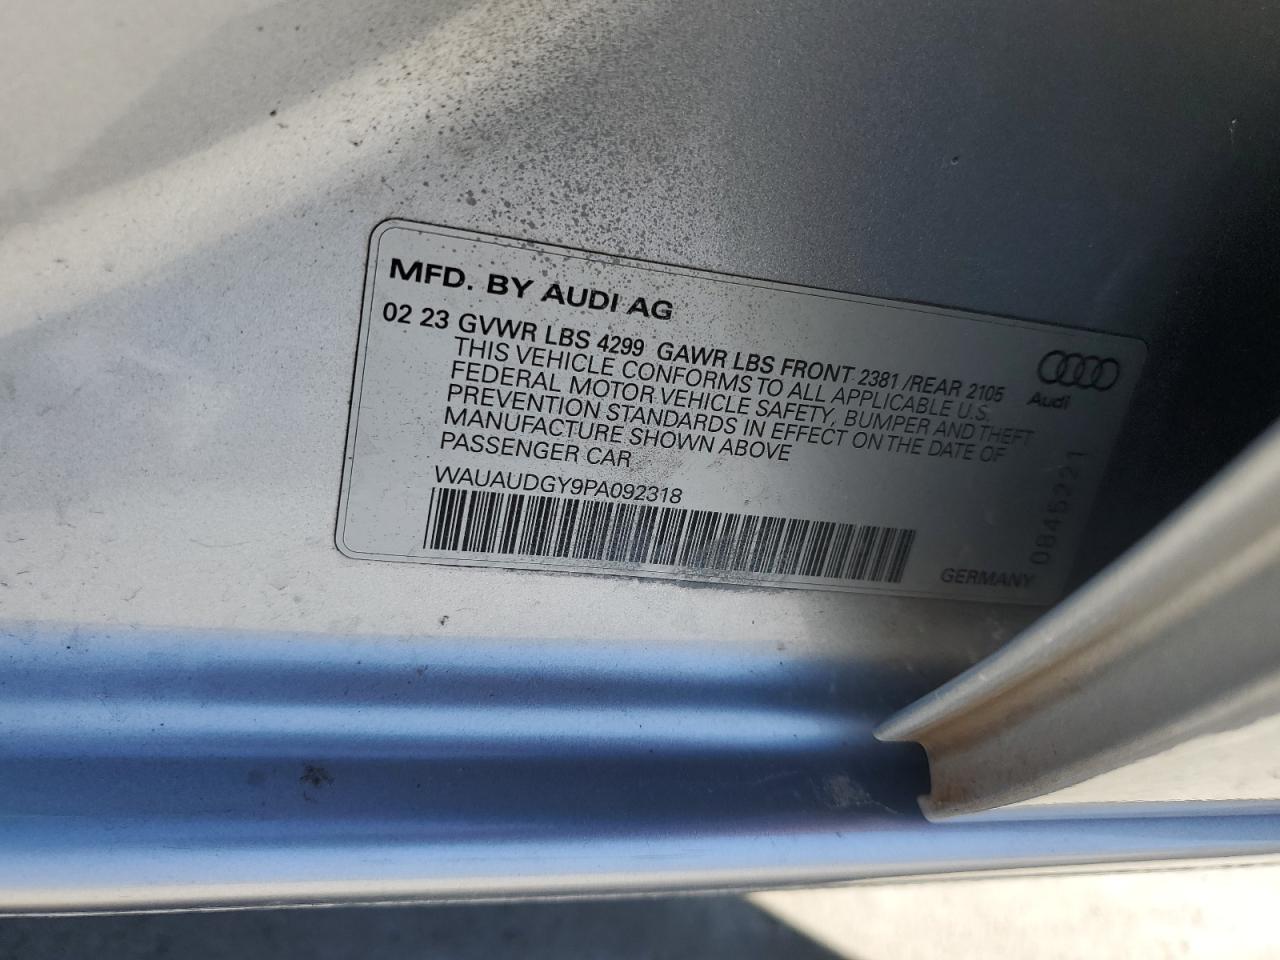 MFD. BY AUDI AG
02 23 GVWR LBS 4299 GAWR LBS FRONT 2381 /REAR 2105
THIS VEHICLE CONFORMS TO ALL APPLICABLE U.S.
FEDERAL MOTOR VEHICLE SAFETY, BUMPER AND THEFT
PREVENTION STANDARDS IN EFFECT ON THE DATE OF
MANUFACTURE SHOWN ABOVE
PASSENGER CAR
WAUAUDGY9PA092318
Audi
0845221
GERMANY